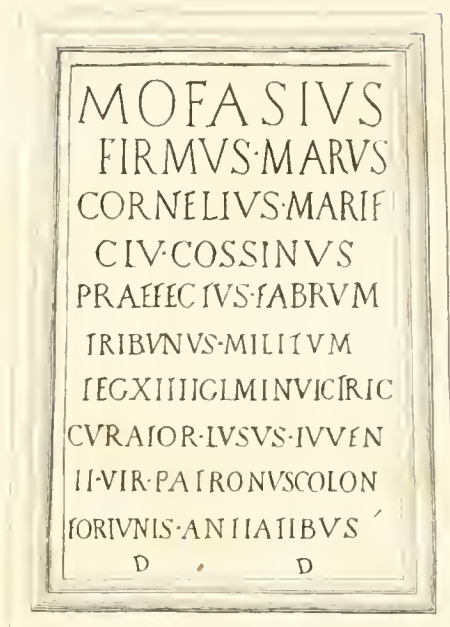 MOFASIVS
FIRMVS·MARVS
CORNELIVS·MARIF
CIV·COSSINVS
PRAEFECTVS·FABRVM
TRIBVNVS·MILITVM
LEGXIIIIGLMINVICTRIC
CVRATOR·LVSVS·IVVEN
II·VIR·PATRONVSCOLON
FORTVNIS·ANTIATIBVS
D D